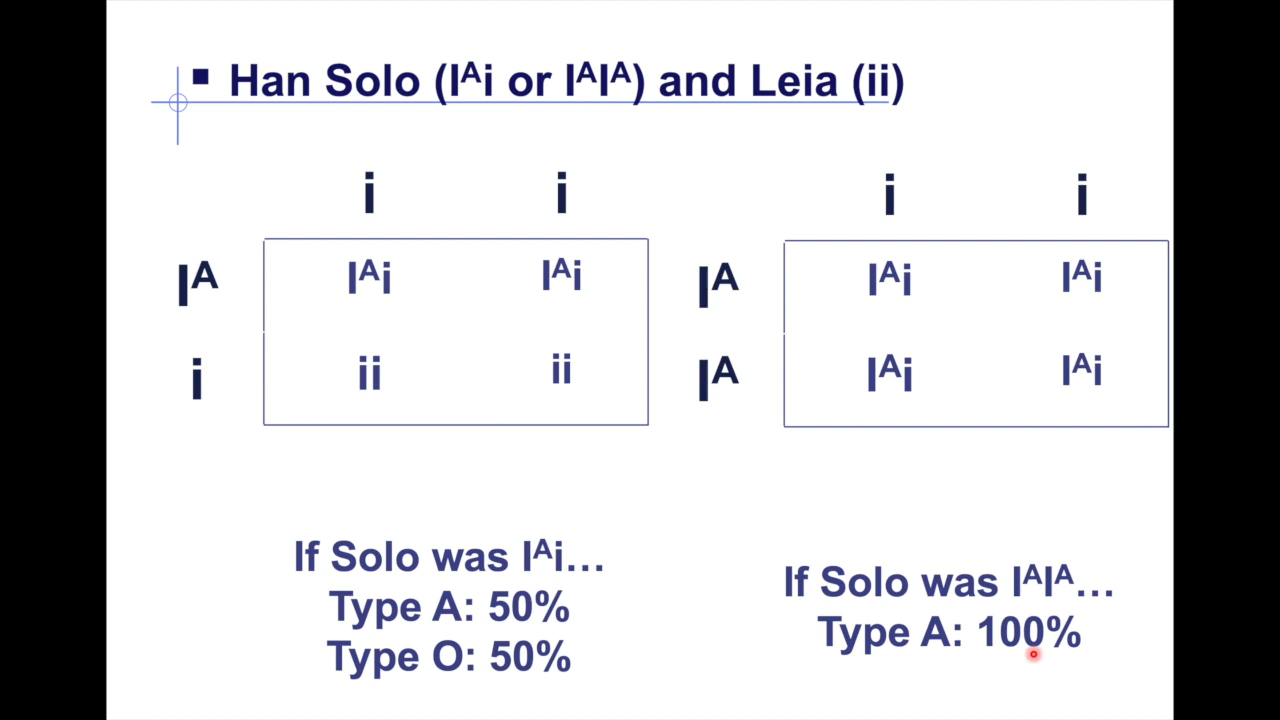 ▪ Han Solo (Iᴬi or IᴬIᴬ) and Leia (ii)
i i
Iᴬ Iᴬi Iᴬi
i ii ii
i i
Iᴬ Iᴬi Iᴬi
Iᴬ Iᴬi Iᴬi
If Solo was Iᴬi...
Type A: 50%
Type O: 50%
If Solo was IᴬIᴬ...
Type A: 100%